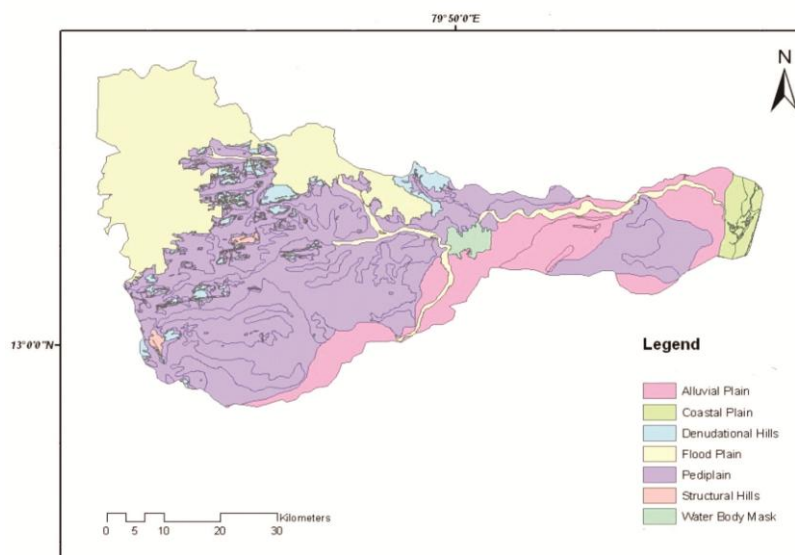 79°50'0"E
N
13°0'0"N
Legend
Alluvial Plain
Coastal Plain
Denudational Hills
Flood Plain
Pediplain
Structural Hills
Water Body Mask
Kilometers
0 5 10 20 30